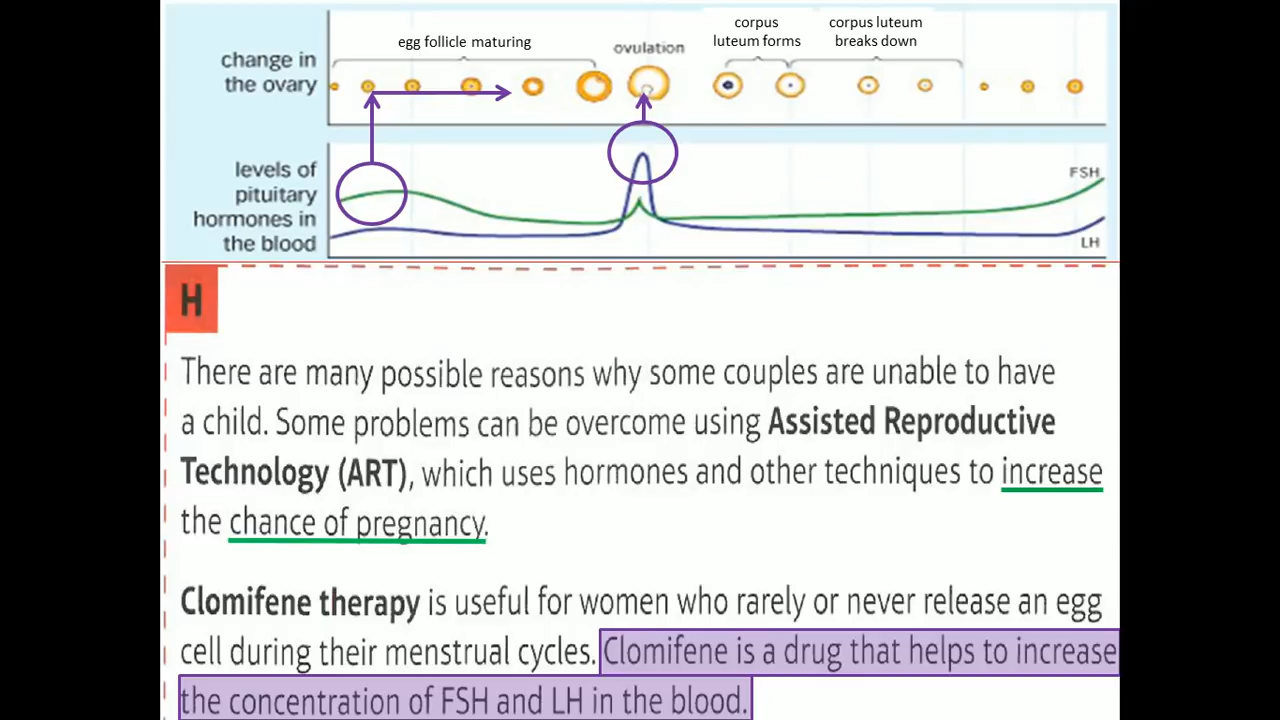 corpus luteum forms
corpus luteum breaks down
egg follicle maturing
ovulation
change in
the ovary
levels of
pituitary
hormones in
the blood
FSH
LH
H
There are many possible reasons why some couples are unable to have
a child. Some problems can be overcome using Assisted Reproductive
Technology (ART), which uses hormones and other techniques to increase
the chance of pregnancy.
Clomifene therapy is useful for women who rarely or never release an egg
cell during their menstrual cycles. Clomifene is a drug that helps to increase
the concentration of FSH and LH in the blood.